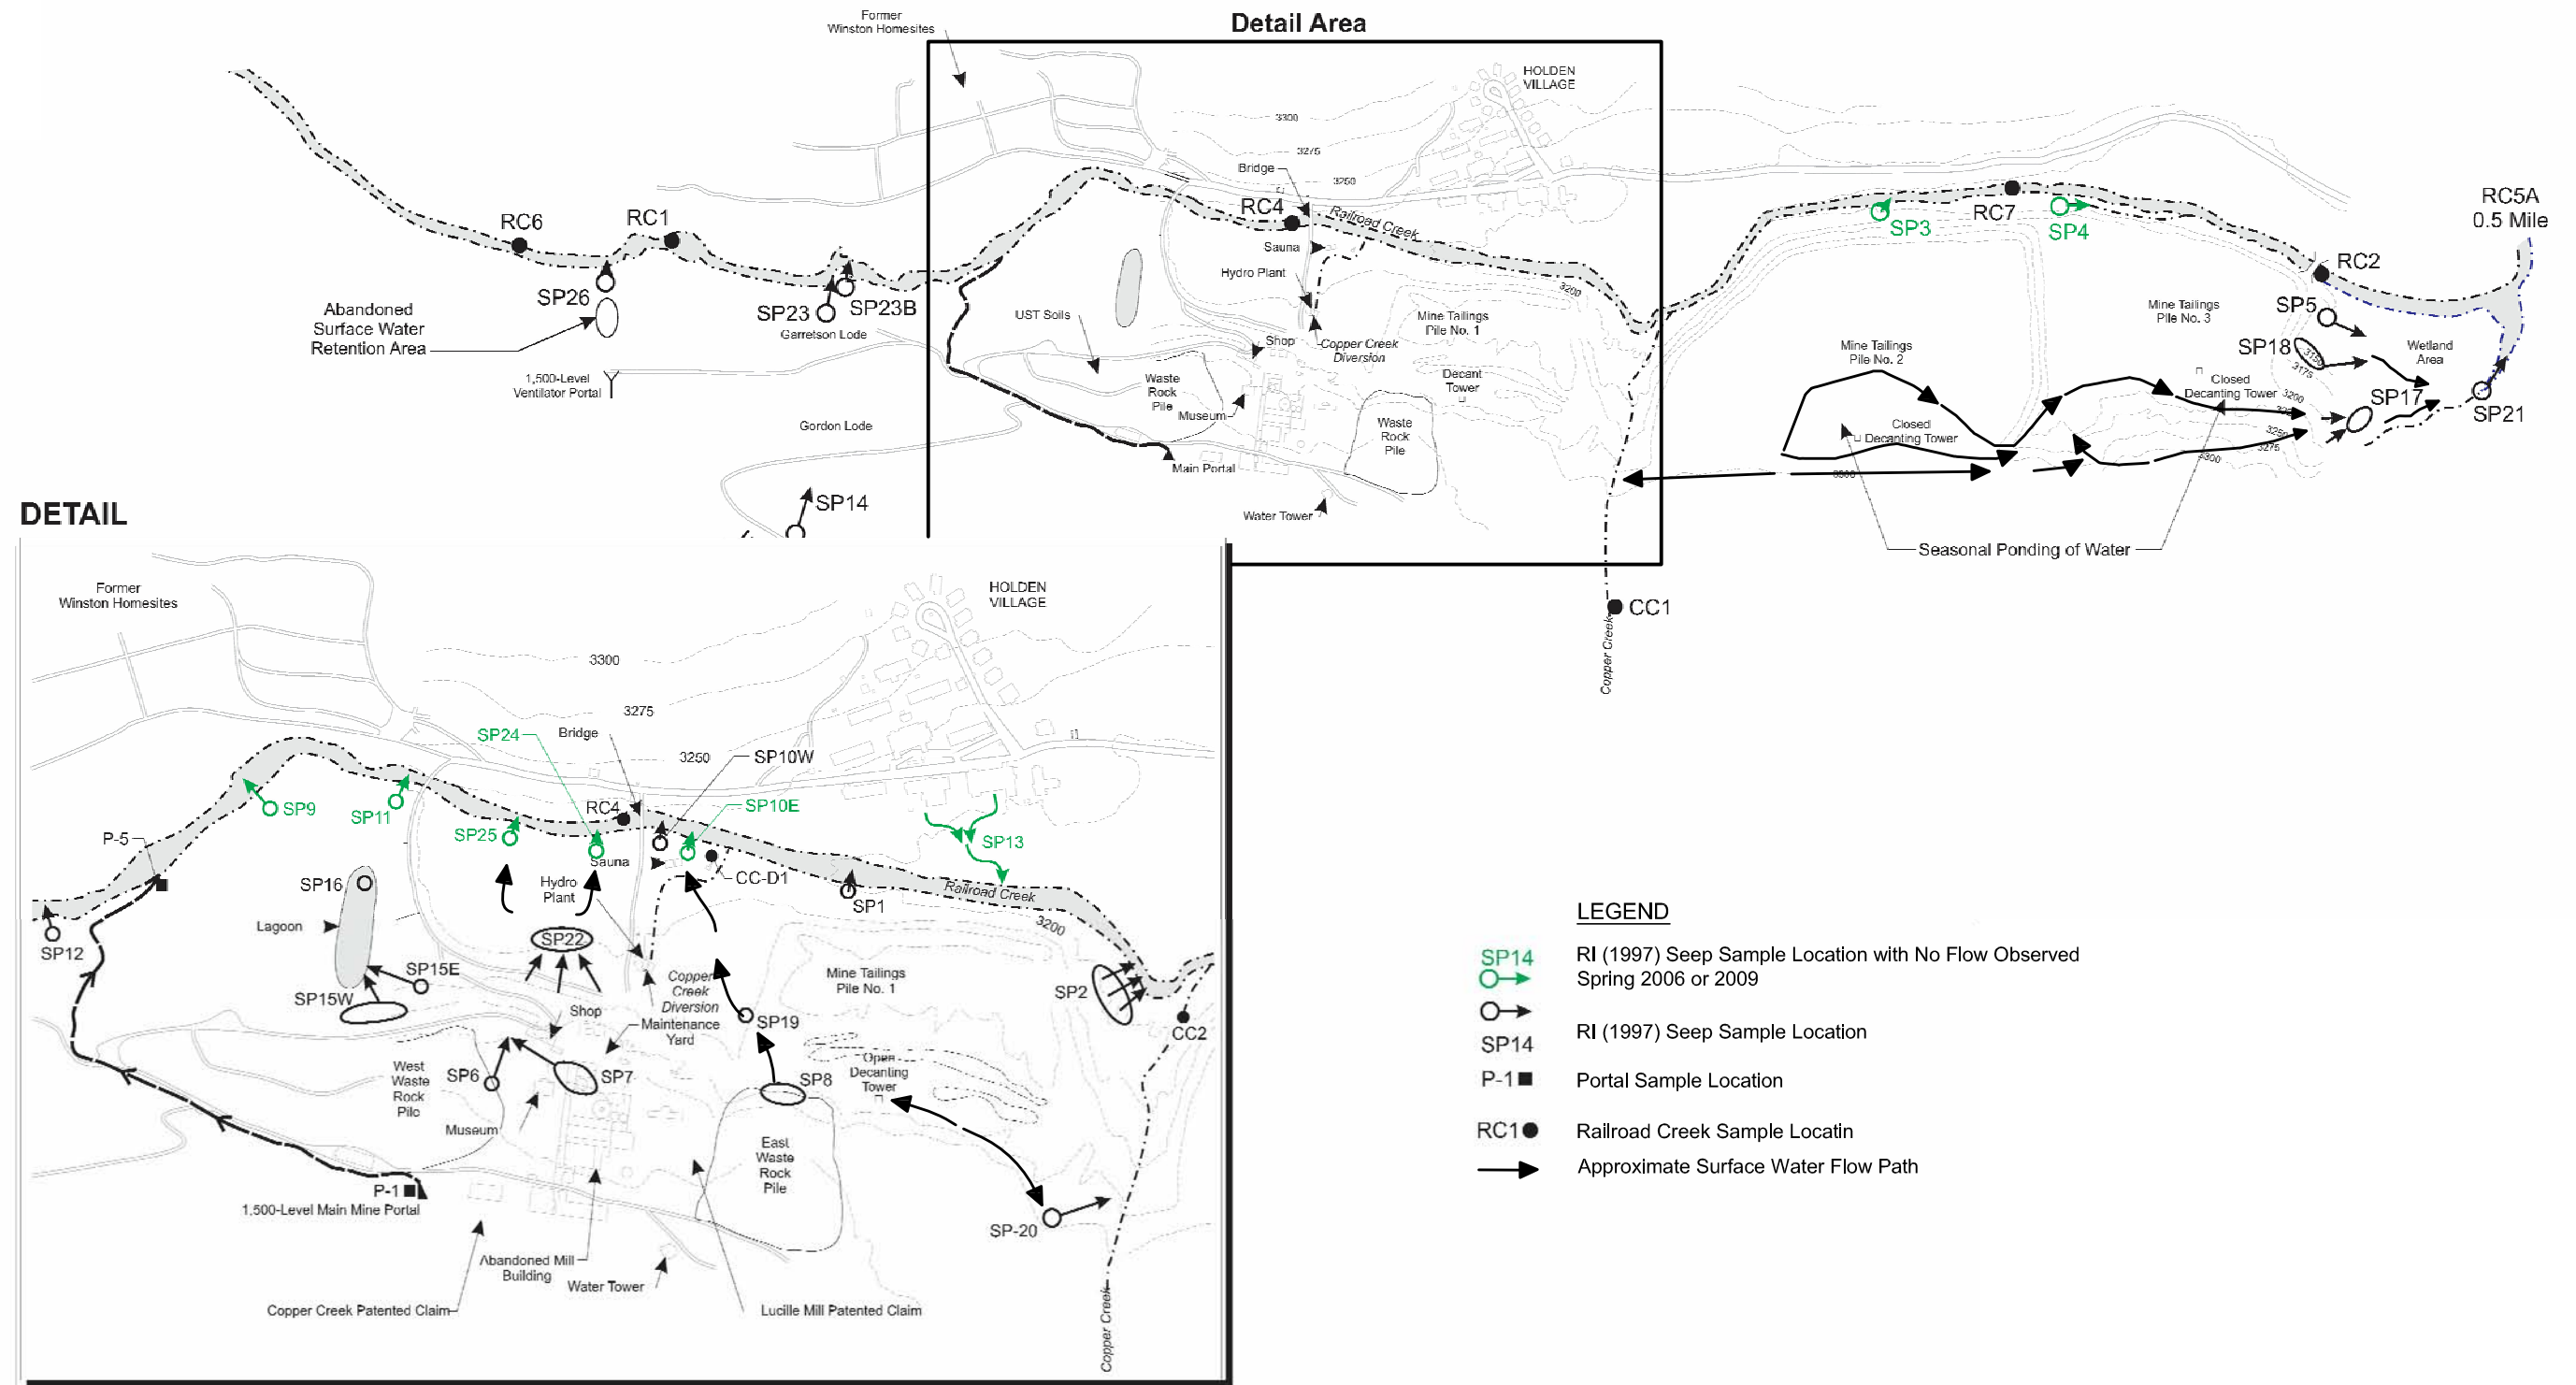 Detail Area
Former
Winston Homesites
HOLDEN
VILLAGE
3300
3275
3250
Bridge
RC4
Railroad Creek
Sauna
Hydro Plant
RC6
RC1
SP26
SP23
SP23B
Garretson Lode
Abandoned
Surface Water
Retention Area
1,500-Level
Ventilator Portal
Gordon Lode
SP14
UST Soils
Shop
Copper Creek
Diversion
Mine Tailings
Pile No. 1
3200
Waste
Rock
Pile
Museum
Decant
Tower
Waste
Rock
Pile
Main Portal
Water Tower
CC1
Copper Creek
SP3
RC7
SP4
RC2
RC5A
0.5 Mile
Mine Tailings
Pile No. 2
Mine Tailings
Pile No. 3
SP5
SP18
3150
3175
Wetland
Area
Closed
Decanting Tower
Closed
Decanting Tower
3200
SP17
SP21
3250
3275
3300
3300
Seasonal Ponding of Water
DETAIL
Former
Winston Homesites
HOLDEN
VILLAGE
3300
3275
3250
SP24
Bridge
SP10W
SP9
SP11
SP25
RC4
SP10E
SP13
P-5
SP16
Sauna
Hydro
Plant
CC-D1
SP1
Railroad Creek
3200
Lagoon
SP12
SP22
SP15E
SP15W
Copper
Creek
Diversion
Mine Tailings
Pile No. 1
SP2
Shop
Maintenance
Yard
SP19
CC2
West
Waste
Rock
Pile
SP6
SP7
SP8
Open
Decanting
Tower
Museum
East
Waste
Rock
Pile
P-1
1,500-Level Main Mine Portal
SP-20
Abandoned Mill
Building
Water Tower
Copper Creek Patented Claim
Lucille Mill Patented Claim
Copper Creek
LEGEND
SP14
RI (1997) Seep Sample Location with No Flow Observed
Spring 2006 or 2009
SP14
RI (1997) Seep Sample Location
P-1
Portal Sample Location
RC1
Railroad Creek Sample Locatin
Approximate Surface Water Flow Path